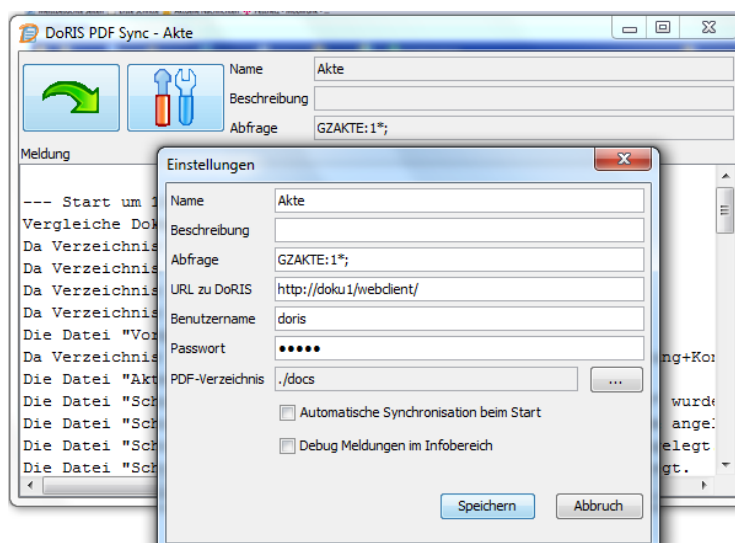 DoRIS PDF Sync - Akte
Name Akte
Beschreibung
Abfrage GZAKTE:1*;
Meldung
--- Start um 1
Vergleiche Dok
Da Verzeichnis
Da Verzeichnis
Da Verzeichnis
Da Verzeichnis
Die Datei "Vor
Da Verzeichnis ng+Kor
Die Datei "Akt
Die Datei "Sch wurde
Die Datei "Sch angel
Die Datei "Sch elegt
Die Datei "Sch gt.
Einstellungen
Name Akte
Beschreibung
Abfrage GZAKTE:1*;
URL zu DoRIS http://doku1/webclient/
Benutzername doris
Passwort •••••
PDF-Verzeichnis ./docs ...
Automatische Synchronisation beim Start
Debug Meldungen im Infobereich
Speichern Abbruch